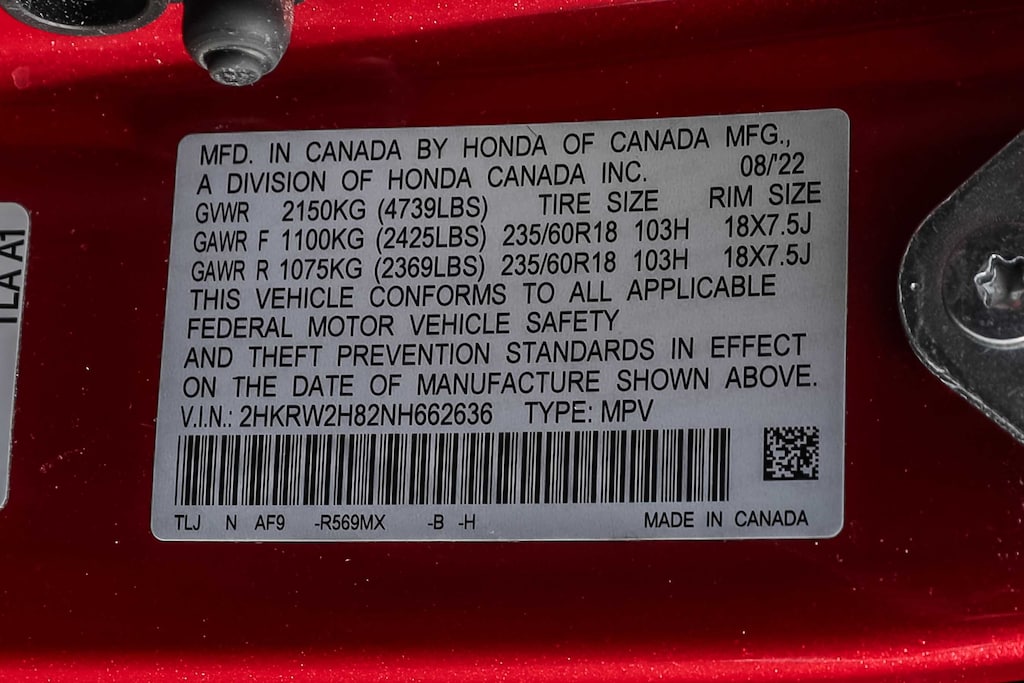 MFD. IN CANADA BY HONDA OF CANADA MFG.,
A DIVISION OF HONDA CANADA INC. 08/'22
GVWR 2150KG (4739LBS) TIRE SIZE RIM SIZE
GAWR F 1100KG (2425LBS) 235/60R18 103H 18X7.5J
GAWR R 1075KG (2369LBS) 235/60R18 103H 18X7.5J
THIS VEHICLE CONFORMS TO ALL APPLICABLE
FEDERAL MOTOR VEHICLE SAFETY
AND THEFT PREVENTION STANDARDS IN EFFECT
ON THE DATE OF MANUFACTURE SHOWN ABOVE.
V.I.N.: 2HKRW2H82NH662636 TYPE: MPV
TLJ N AF9 -R569MX -B -H MADE IN CANADA
TLA A1